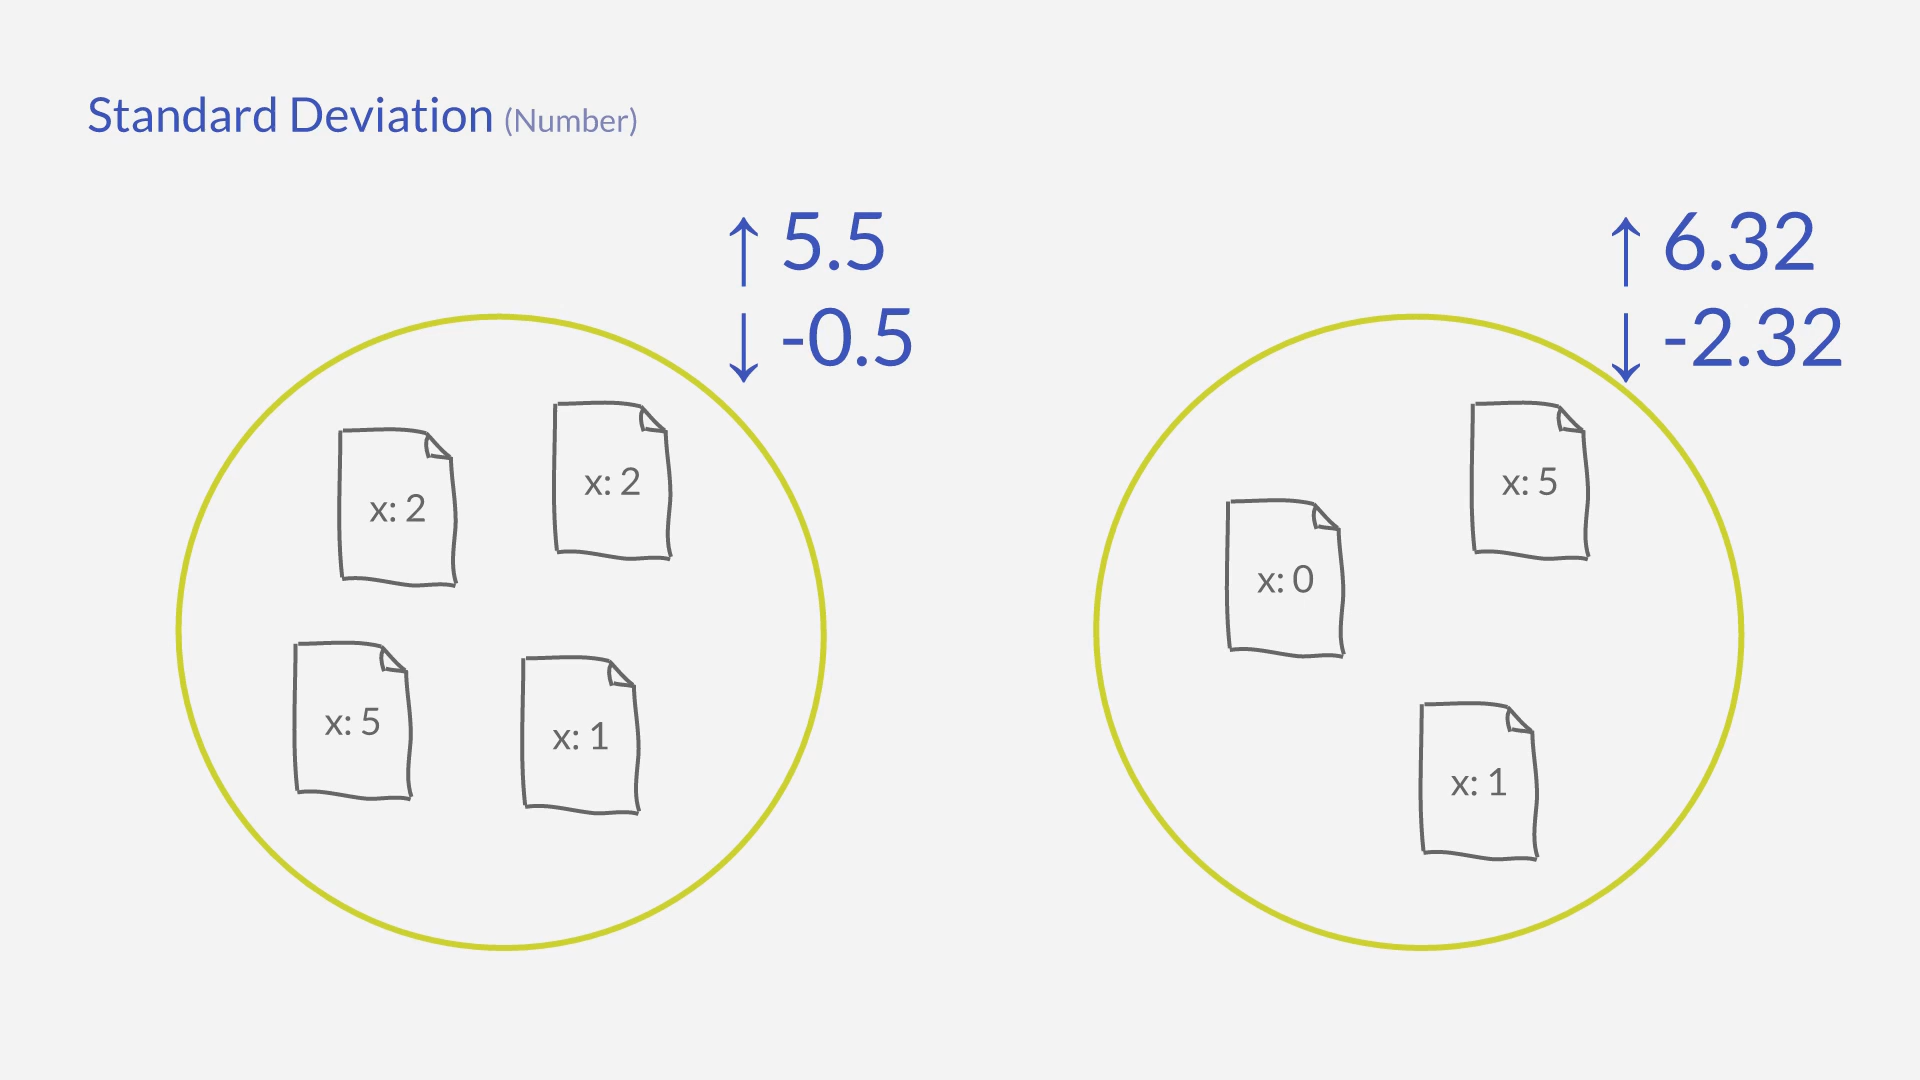 Standard Deviation (Number)
↑ 5.5
↓ -0.5
x: 2
x: 2
x: 5
x: 1
↑ 6.32
↓ -2.32
x: 5
x: 0
x: 1